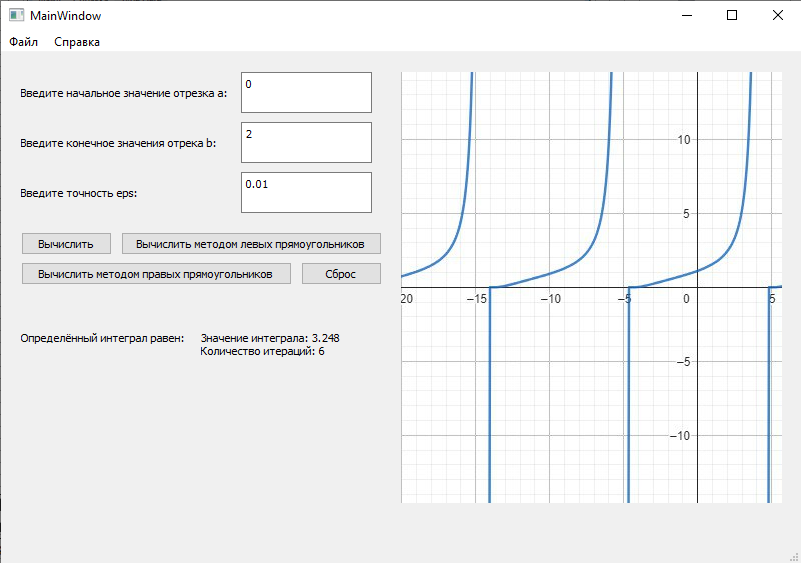 MainWindow
Файл Справка
Введите начальное значение отрезка a: 0
Введите конечное значения отрека b: 2
Введите точность eps: 0.01
Вычислить Вычислить методом левых прямоугольников
Вычислить методом правых прямоугольников Сброс
Определённый интеграл равен: Значение интеграла: 3.248
Количество итераций: 6
10
5
20 −15 −10 −5 0 5
−5
−10